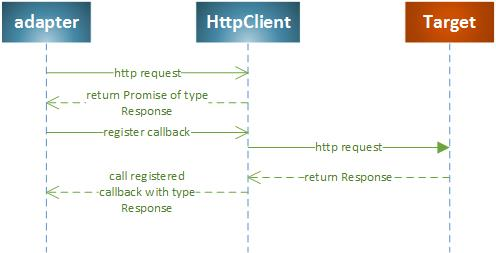 adapter HttpClient Target
http request
return Promise of type
Response
register callback
http request
return Response
call registered
callback with type
Response